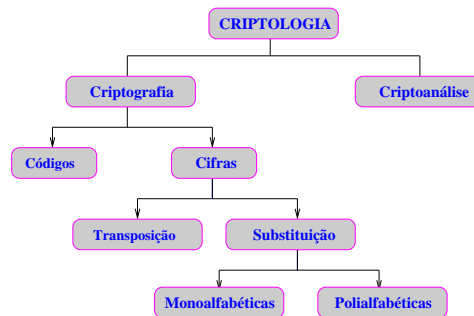 CRIPTOLOGIA
Criptografia
Criptoanálise
Códigos
Cifras
Transposição
Substituição
Monoalfabéticas
Polialfabéticas